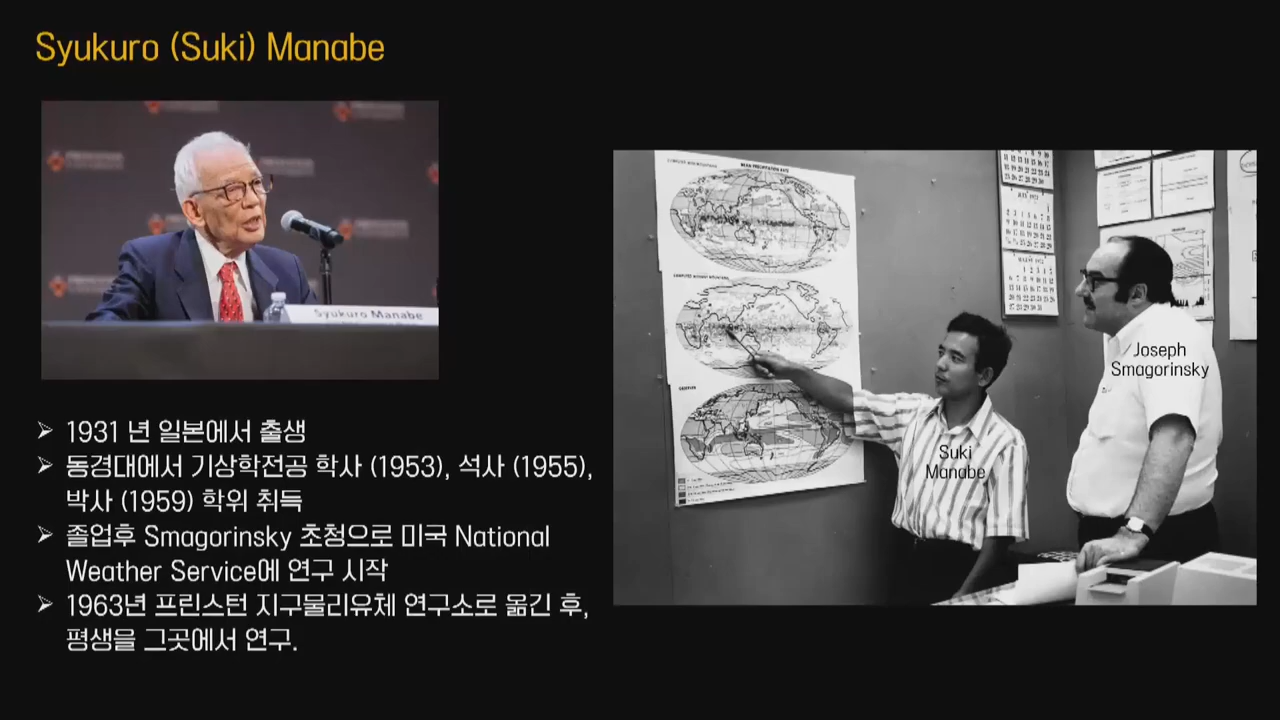 Syukuro (Suki) Manabe
Syukuro Manabe
➢ 1931 년 일본에서 출생
➢ 동경대에서 기상학전공 학사 (1953), 석사 (1955),
박사 (1959) 학위 취득
➢ 졸업후 Smagorinsky 초청으로 미국 National
Weather Service에 연구 시작
➢ 1963년 프린스턴 지구물리유체 연구소로 옮긴 후,
평생을 그곳에서 연구.
MEAN PRECIPITATION RATE
Joseph
Smagorinsky
Suki
Manabe